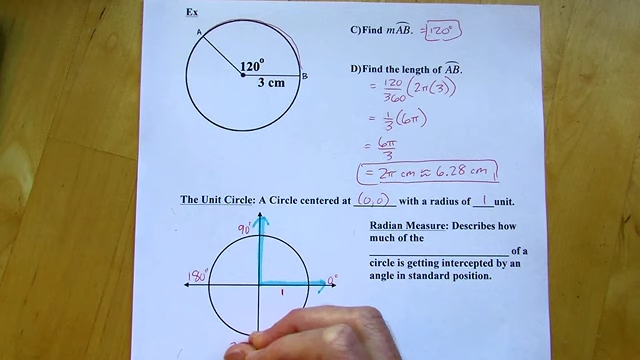 Ex
A
120°
B
3 cm
C) Find mAB. = 120°
D) Find the length of AB.
= 120/360 (2π(3))
= 1/3 (6π)
= 6π/3
= 2π cm ≈ 6.28 cm
The Unit Circle: A Circle centered at (0,0) with a radius of 1 unit.
90°
180°
0°
1
Radian Measure: Describes how
much of the
of a
circle is getting intercepted by an
angle in standard position.